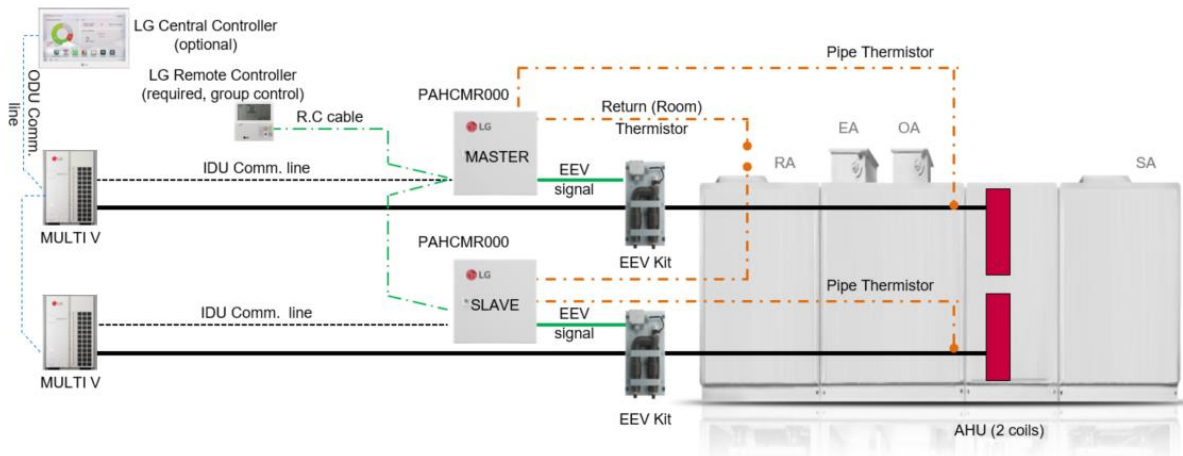 LG Central Controller
(optional)
LG Remote Controller
(required, group control)
ODU Comm.
line
R.C cable
PAHCMR000
LG
MASTER
Pipe Thermistor
Return (Room)
Thermistor
EEV
signal
EA
OA
RA
SA
IDU Comm. line
MULTI V
EEV Kit
PAHCMR000
LG
SLAVE
Pipe Thermistor
EEV
signal
IDU Comm. line
MULTI V
EEV Kit
AHU (2 coils)